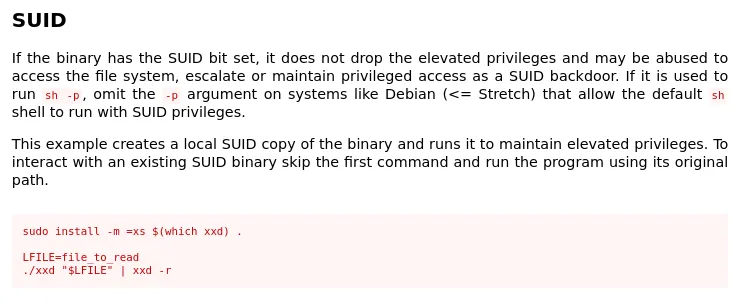 SUID
If the binary has the SUID bit set, it does not drop the elevated privileges and may be abused to
access the file system, escalate or maintain privileged access as a SUID backdoor. If it is used to
run sh -p, omit the -p argument on systems like Debian (<= Stretch) that allow the default sh
shell to run with SUID privileges.
This example creates a local SUID copy of the binary and runs it to maintain elevated privileges. To
interact with an existing SUID binary skip the first command and run the program using its original
path.
sudo install -m =xs $(which xxd) .
LFILE=file_to_read
./xxd "$LFILE" | xxd -r